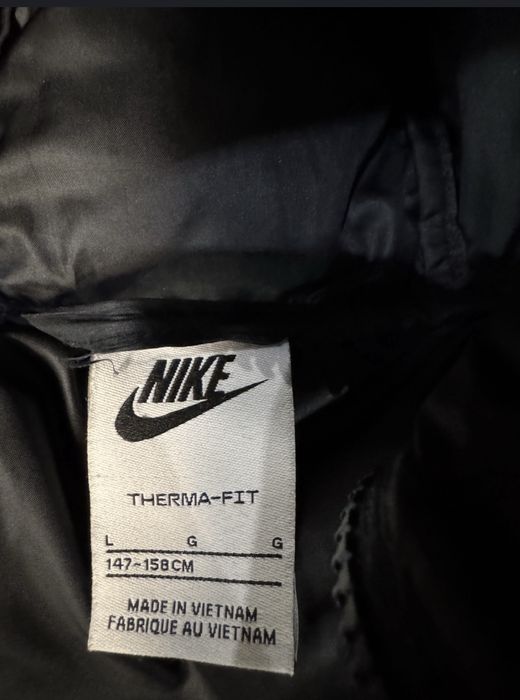 NIKE
THERMA-FIT
L G G
147-158CM
MADE IN VIETNAM
FABRIQUE AU VIETNAM